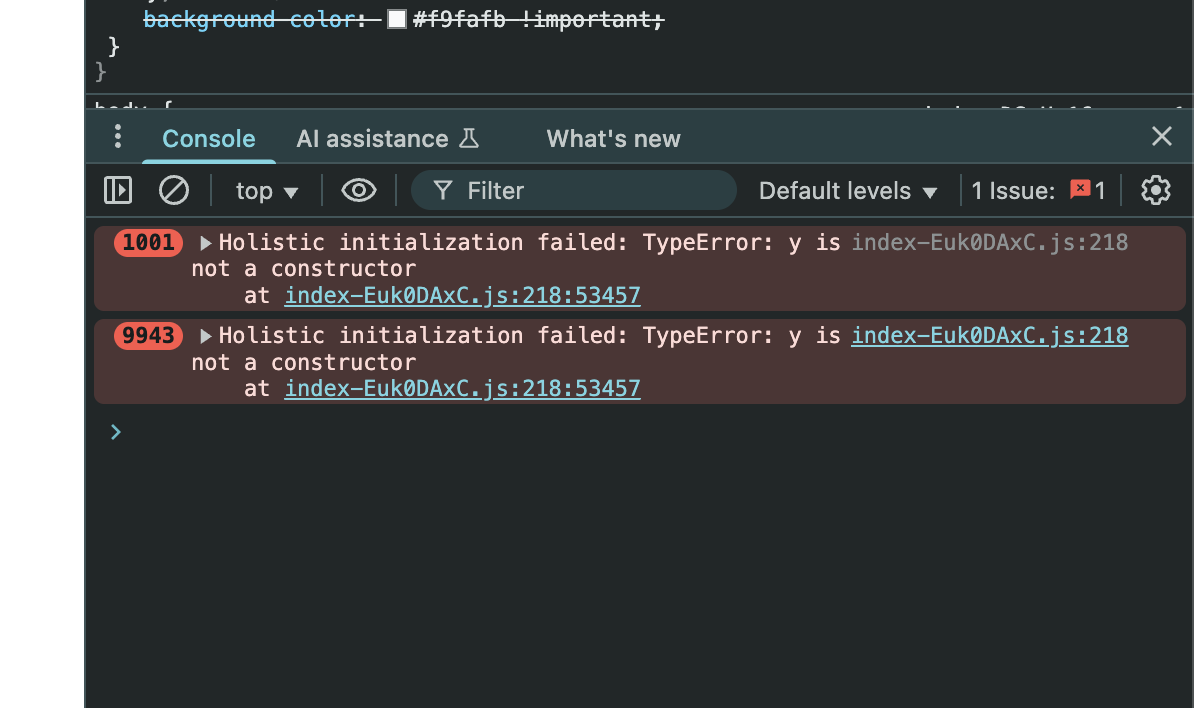 background-color: #f9fafb !important;
}
}
body {
Console AI assistance What's new
top Filter Default levels 1 Issue: 1
1001 Holistic initialization failed: TypeError: y is index-Euk0DAxC.js:218
not a constructor
at index-Euk0DAxC.js:218:53457
9943 Holistic initialization failed: TypeError: y is index-Euk0DAxC.js:218
not a constructor
at index-Euk0DAxC.js:218:53457
>